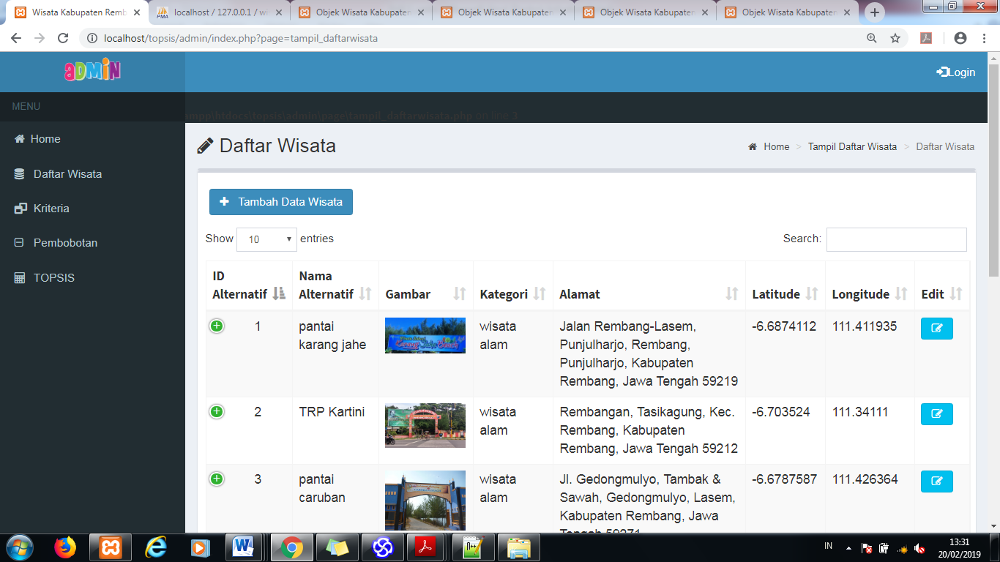 Wisata Kabupaten Remb
localhost / 127.0.0.1 / wi
Objek Wisata Kabupaten
Objek Wisata Kabupaten
Objek Wisata Kabupaten
Objek Wisata Kabupaten
localhost/topsis/admin/index.php?page=tampil_daftarwisata
aDMiN
Login
MENU
ampp\htdocs\topsis\admin\page\tampil_daftarwisata.php on line 3
Home
Daftar Wisata
Kriteria
Pembobotan
TOPSIS
Daftar Wisata
Home > Tampil Daftar Wisata > Daftar Wisata
Tambah Data Wisata
Show 10 entries
Search:
ID Alternatif
Nama Alternatif
Gambar
Kategori
Alamat
Latitude
Longitude
Edit
1
pantai
karang jahe
wisata
alam
Jalan Rembang-Lasem,
Punjulharjo, Rembang,
Punjulharjo, Kabupaten
Rembang, Jawa Tengah 59219
-6.6874112
111.411935
2
TRP Kartini
wisata
alam
Rembangan, Tasikagung, Kec.
Rembang, Kabupaten
Rembang, Jawa Tengah 59212
-6.703524
111.34111
3
pantai
caruban
wisata
alam
Jl. Gedongmulyo, Tambak &
Sawah, Gedongmulyo, Lasem,
Kabupaten Rembang, Jawa
Tengah 59271
-6.6787587
111.426364
IN
13:31
20/02/2019